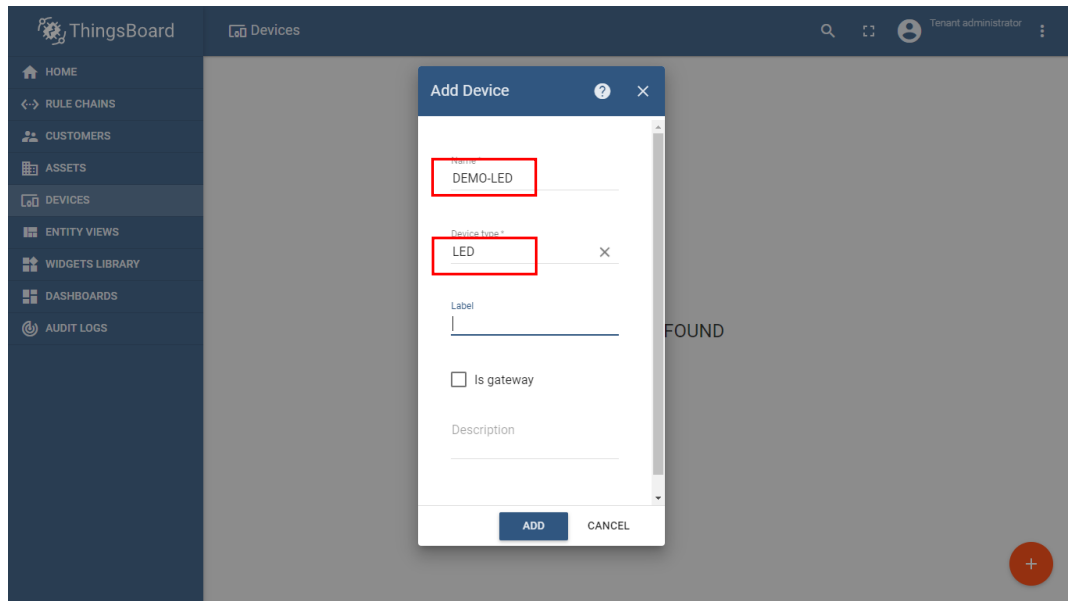 ThingsBoard
Devices
Tenant administrator
HOME
RULE CHAINS
CUSTOMERS
ASSETS
DEVICES
ENTITY VIEWS
WIDGETS LIBRARY
DASHBOARDS
AUDIT LOGS
Add Device
Name *
DEMO-LED
Device type *
LED
Label
FOUND
Is gateway
Description
ADD CANCEL